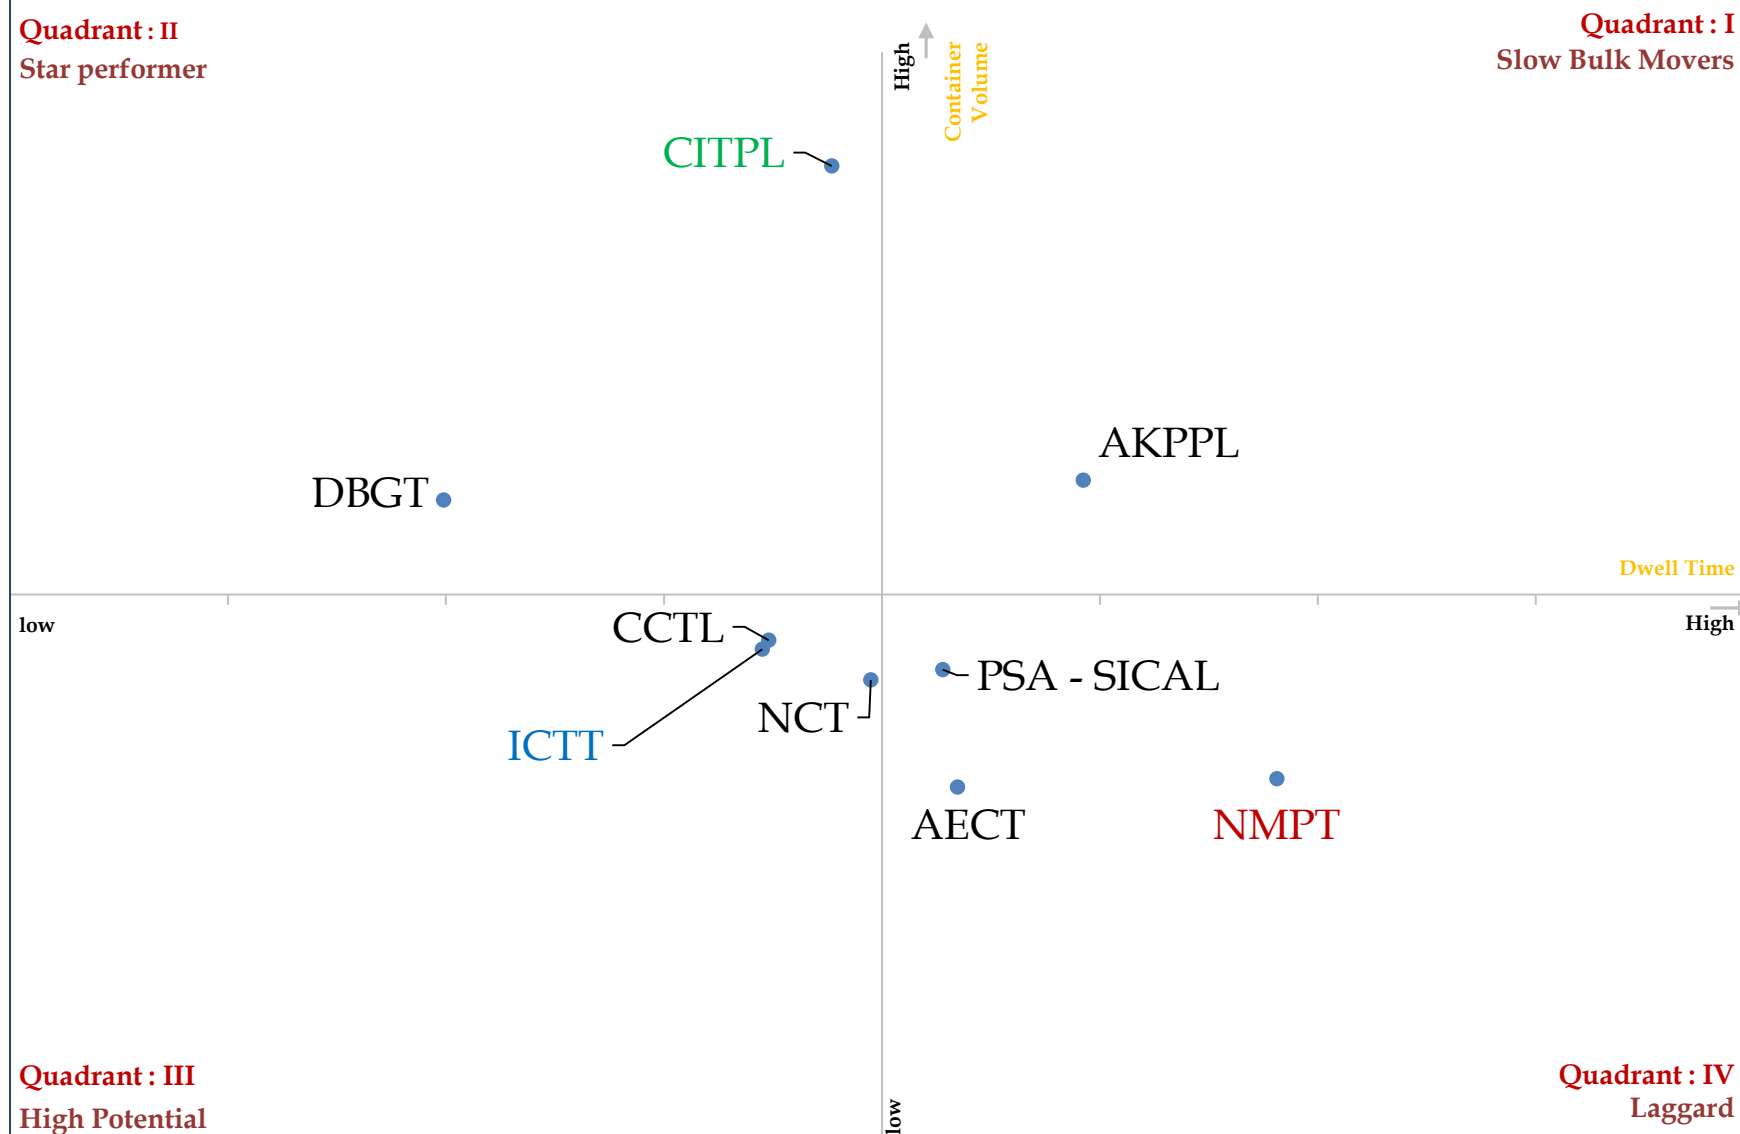 Quadrant : II
Star performer
Quadrant : I
Slow Bulk Movers
High
Container
Volume
CITPL
AKPPL
DBGT
Dwell Time
low
High
CCTL
PSA - SICAL
NCT
ICTT
AECT
NMPT
Quadrant : III
High Potential
Quadrant : IV
Laggard
low